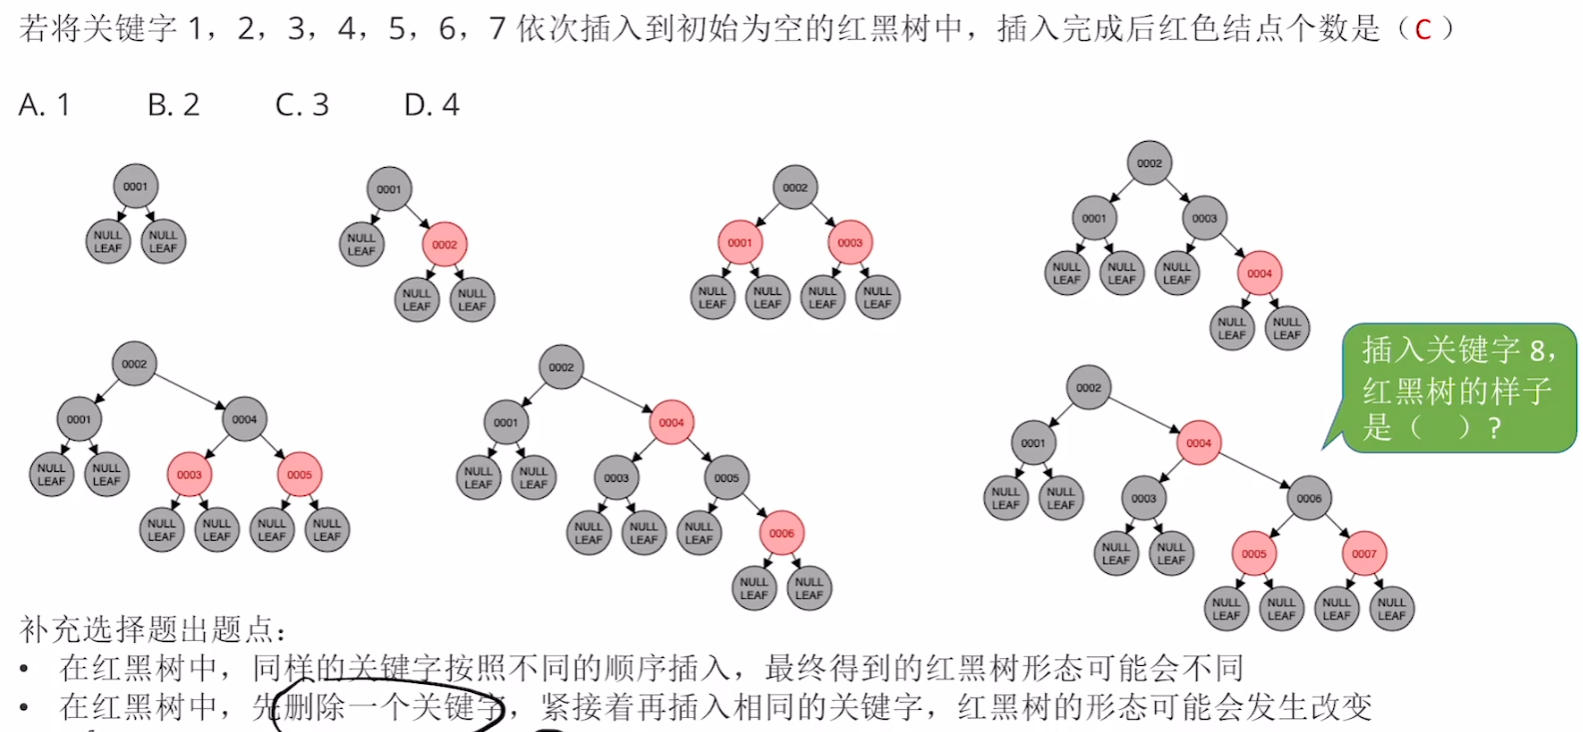 若将关键字 1，2，3，4，5，6，7 依次插入到初始为空的红黑树中，插入完成后红色结点个数是（C）
A. 1 B. 2 C. 3 D. 4
0001
NULL LEAF NULL LEAF
0001
NULL LEAF 0002
NULL LEAF NULL LEAF
0002
0001 0003
NULL LEAF NULL LEAF NULL LEAF NULL LEAF
0002
0001 0003
NULL LEAF NULL LEAF NULL LEAF 0004
NULL LEAF NULL LEAF
0002
0001 0004
NULL LEAF NULL LEAF 0003 0005
NULL LEAF NULL LEAF NULL LEAF NULL LEAF
0002
0001 0004
NULL LEAF NULL LEAF 0003 0005
NULL LEAF NULL LEAF NULL LEAF 0006
NULL LEAF NULL LEAF
0002
0001 0004
NULL LEAF NULL LEAF 0003 0006
NULL LEAF NULL LEAF 0005 0007
NULL LEAF NULL LEAF NULL LEAF NULL LEAF
插入关键字 8，
红黑树的样子
是（ ）？
补充选择题出题点：
• 在红黑树中，同样的关键字按照不同的顺序插入，最终得到的红黑树形态可能会不同
• 在红黑树中，先删除一个关键字，紧接着再插入相同的关键字，红黑树的形态可能会发生改变